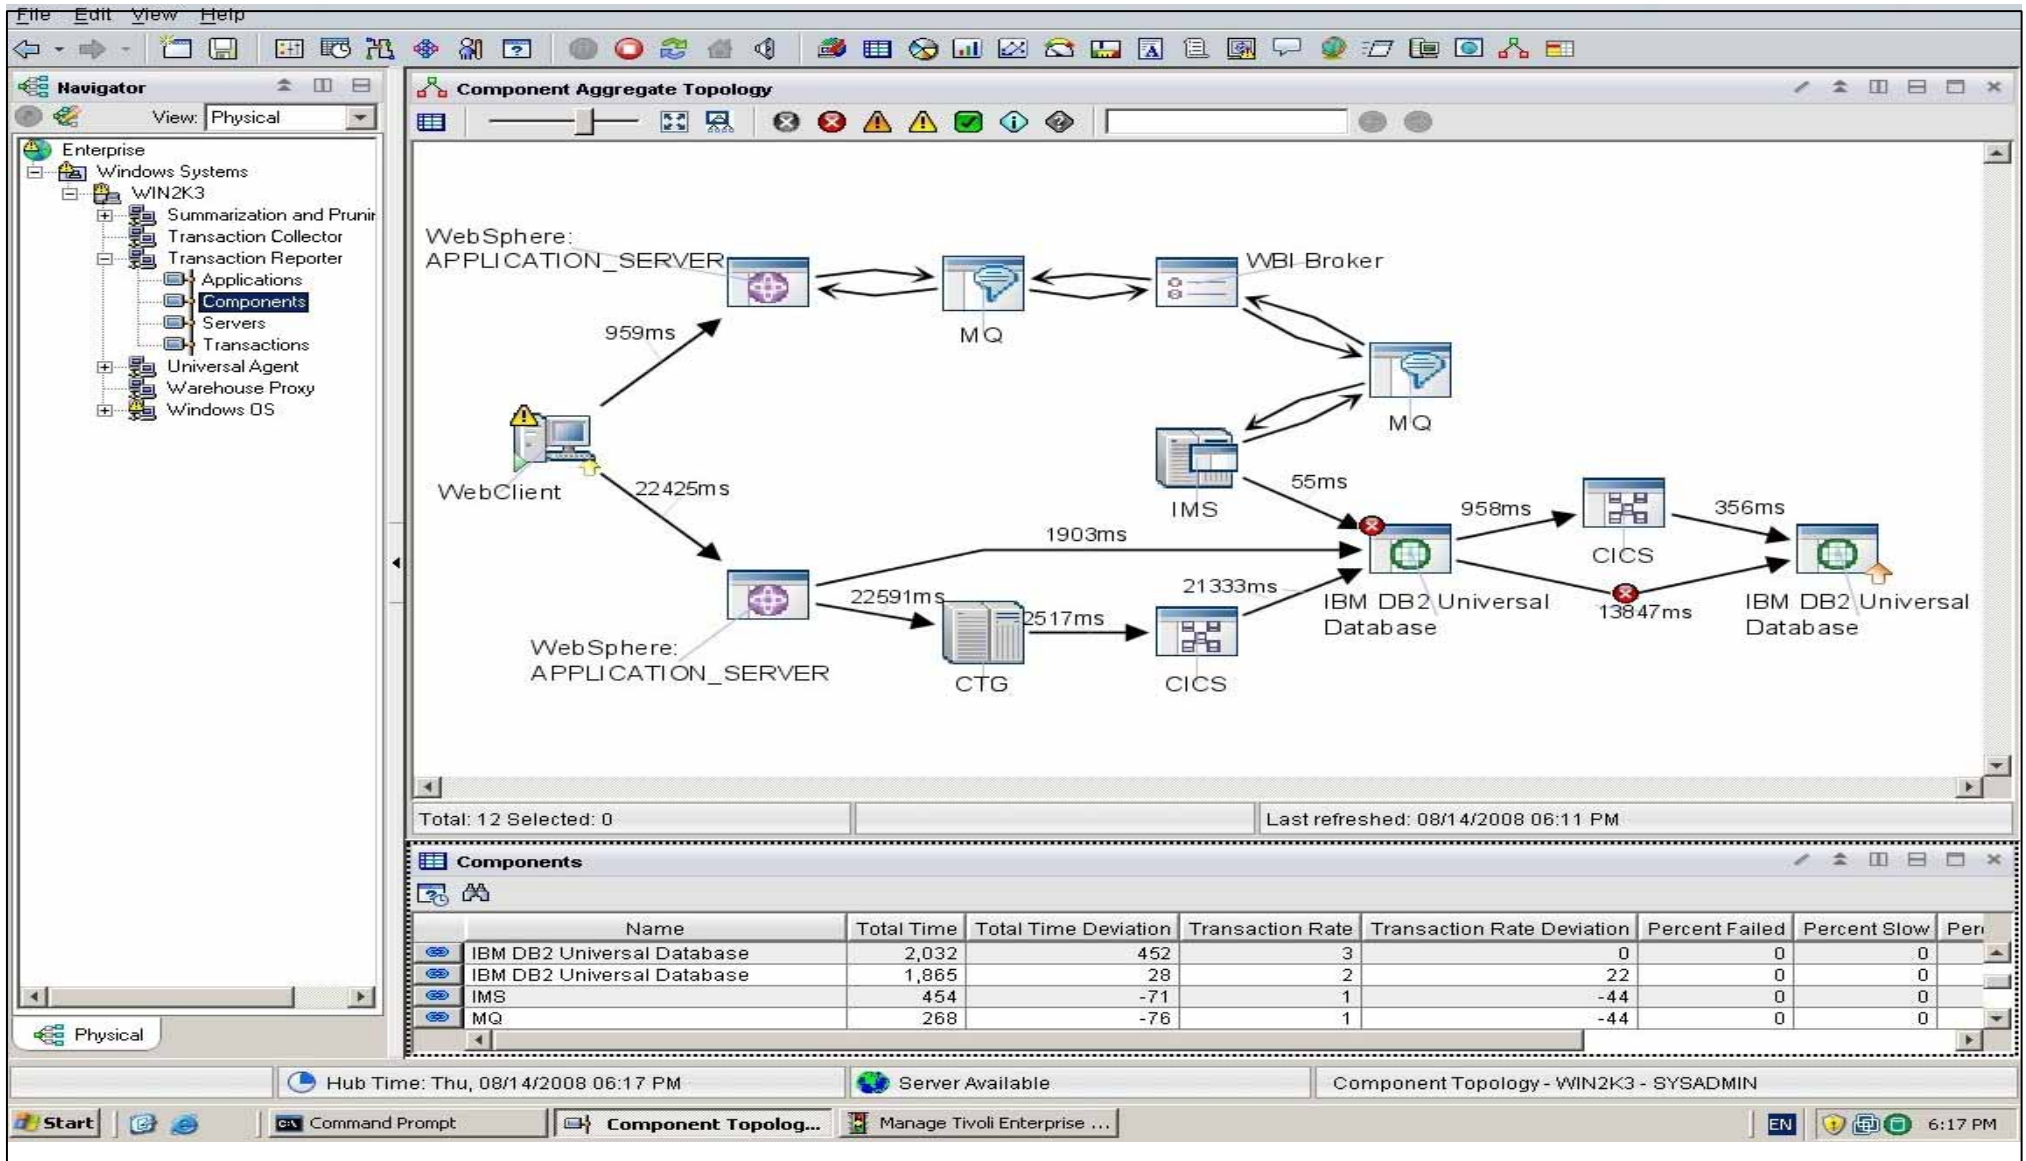 File Edit View Help
Navigator
View: Physical
Enterprise
Windows Systems
WIN2K3
Summarization and Prunin
Transaction Collector
Transaction Reporter
Applications
Components
Servers
Transactions
Universal Agent
Warehouse Proxy
Windows OS
Physical
Component Aggregate Topology
WebSphere:
APPLICATION_SERVER
MQ
WBI Broker
959ms
MQ
WebClient
22425ms
IMS
55ms
958ms
CICS
356ms
1903ms
WebSphere:
APPLICATION_SERVER
22591ms
CTG
2517ms
CICS
21333ms
IBM DB2 Universal
Database
13847ms
IBM DB2 Universal
Database
Total: 12 Selected: 0
Last refreshed: 08/14/2008 06:11 PM
Components
Name Total Time Total Time Deviation Transaction Rate Transaction Rate Deviation Percent Failed Percent Slow Per
IBM DB2 Universal Database 2,032 452 3 0 0 0
IBM DB2 Universal Database 1,865 28 2 22 0 0
IMS 454 -71 1 -44 0 0
MQ 268 -76 1 -44 0 0
Hub Time: Thu, 08/14/2008 06:17 PM
Server Available
Component Topology - WIN2K3 - SYSADMIN
Start
Command Prompt
Component Topolog...
Manage Tivoli Enterprise ...
EN
6:17 PM